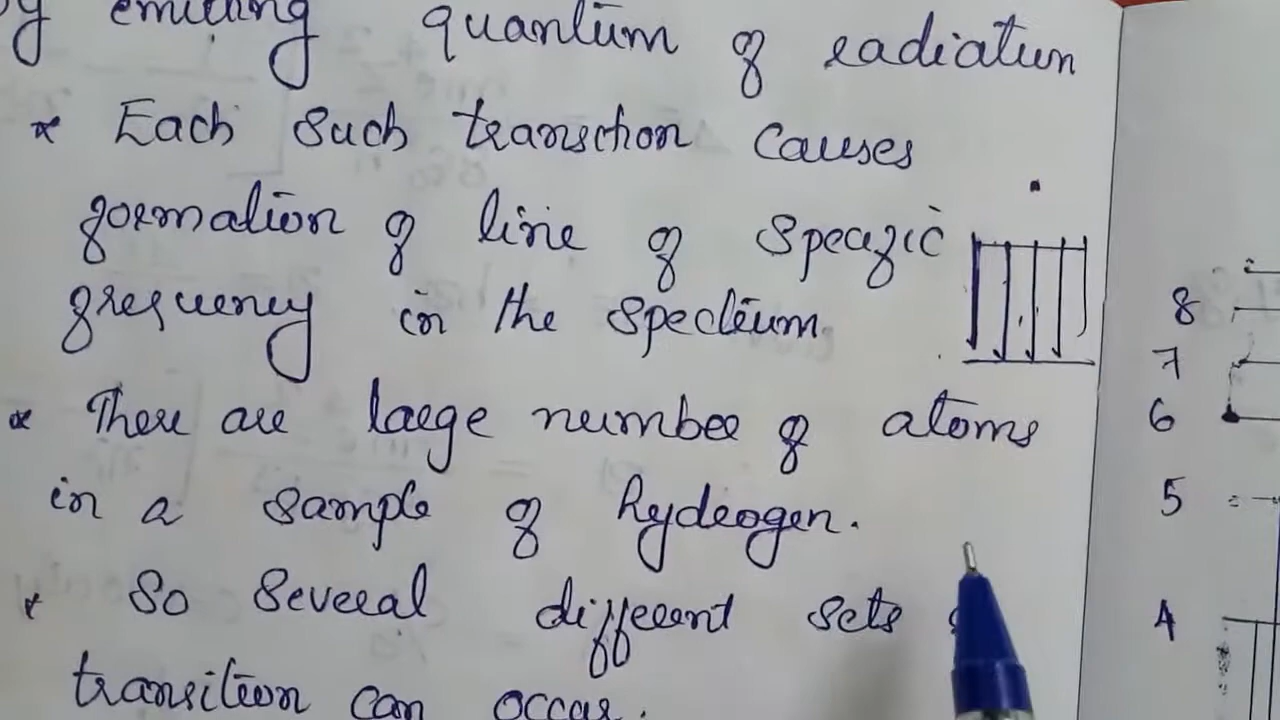 by emitting quantum of radiation
* Each such transition causes
formation of line of specific
frequency in the spectrum.
* There are large number of atoms
in a sample of hydrogen.
* So several different sets
transition can occur.
8
7
6
5
4